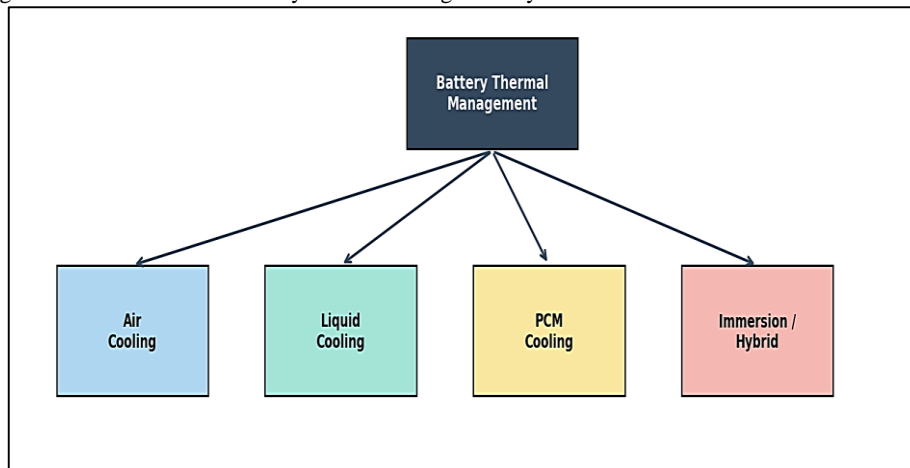 Battery Thermal
Management
Air
Cooling
Liquid
Cooling
PCM
Cooling
Immersion /
Hybrid